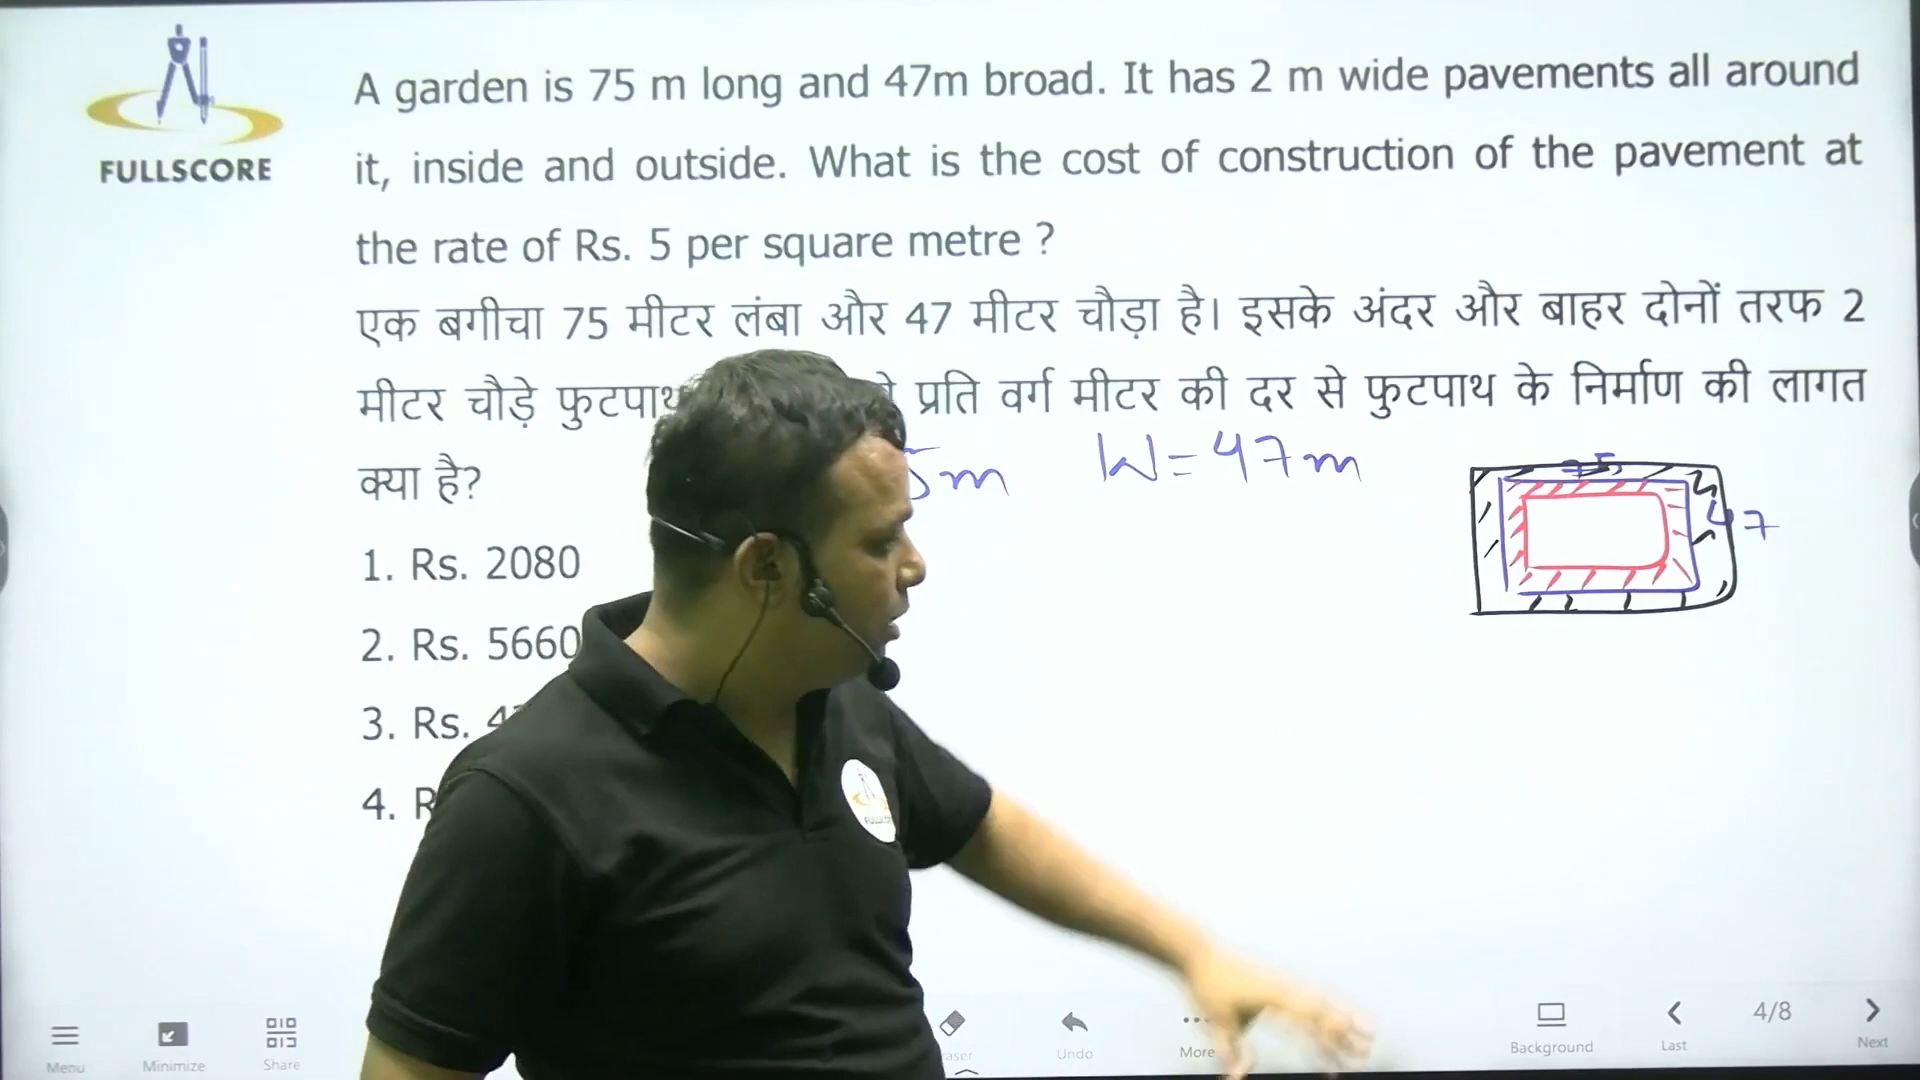 FULLSCORE
A garden is 75 m long and 47m broad. It has 2 m wide pavements all around
it, inside and outside. What is the cost of construction of the pavement at
the rate of Rs. 5 per square metre ?
एक बगीचा 75 मीटर लंबा और 47 मीटर चौड़ा है। इसके अंदर और बाहर दोनों तरफ 2
मीटर चौड़े प्रति वर्ग मीटर की दर से फुटपाथ के निर्माण की लागत
क्या है?
5m W=47m
75
47
1. Rs. 2080
2. Rs. 5660
3. Rs.
4.
Menu Minimize Share Undo More Background Last 4/8 Next